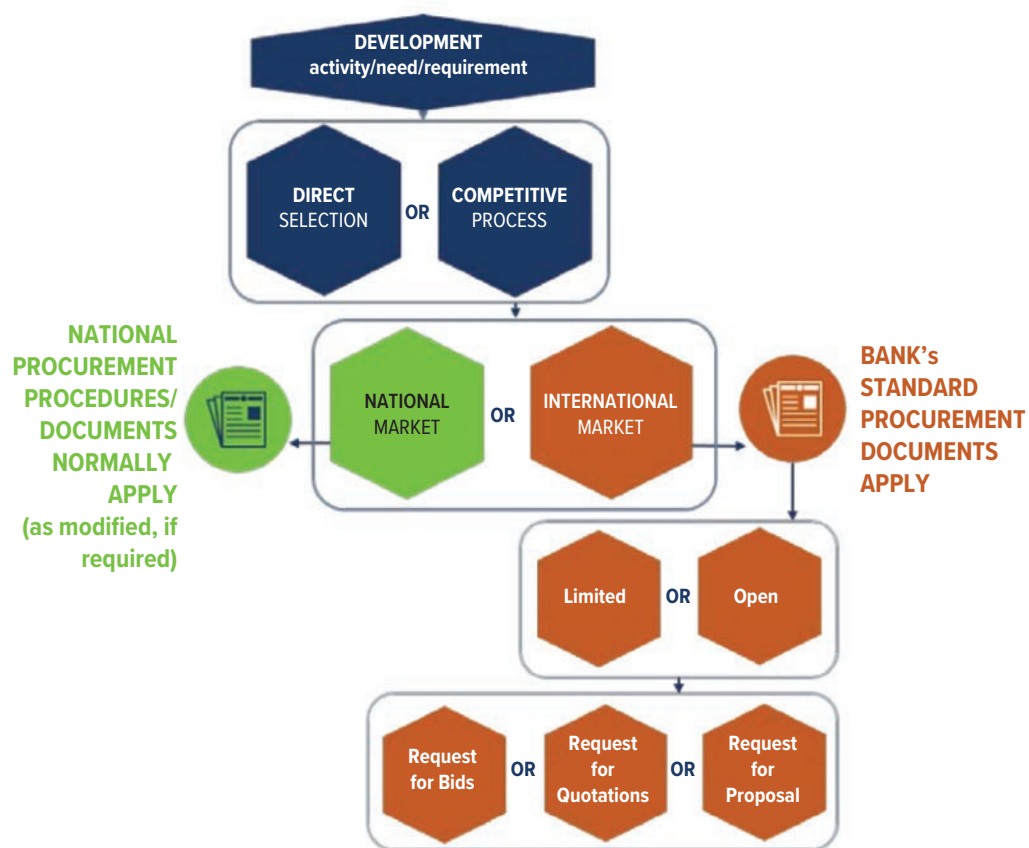 DEVELOPMENT
activity/need/requirement
DIRECT
SELECTION
OR
COMPETITIVE
PROCESS
NATIONAL
PROCUREMENT
PROCEDURES/
DOCUMENTS
NORMALLY
APPLY
(as modified, if
required)
NATIONAL
MARKET
OR
INTERNATIONAL
MARKET
BANK’s
STANDARD
PROCUREMENT
DOCUMENTS
APPLY
Limited
OR
Open
Request
for Bids
OR
Request
for
Quotations
OR
Request
for
Proposal